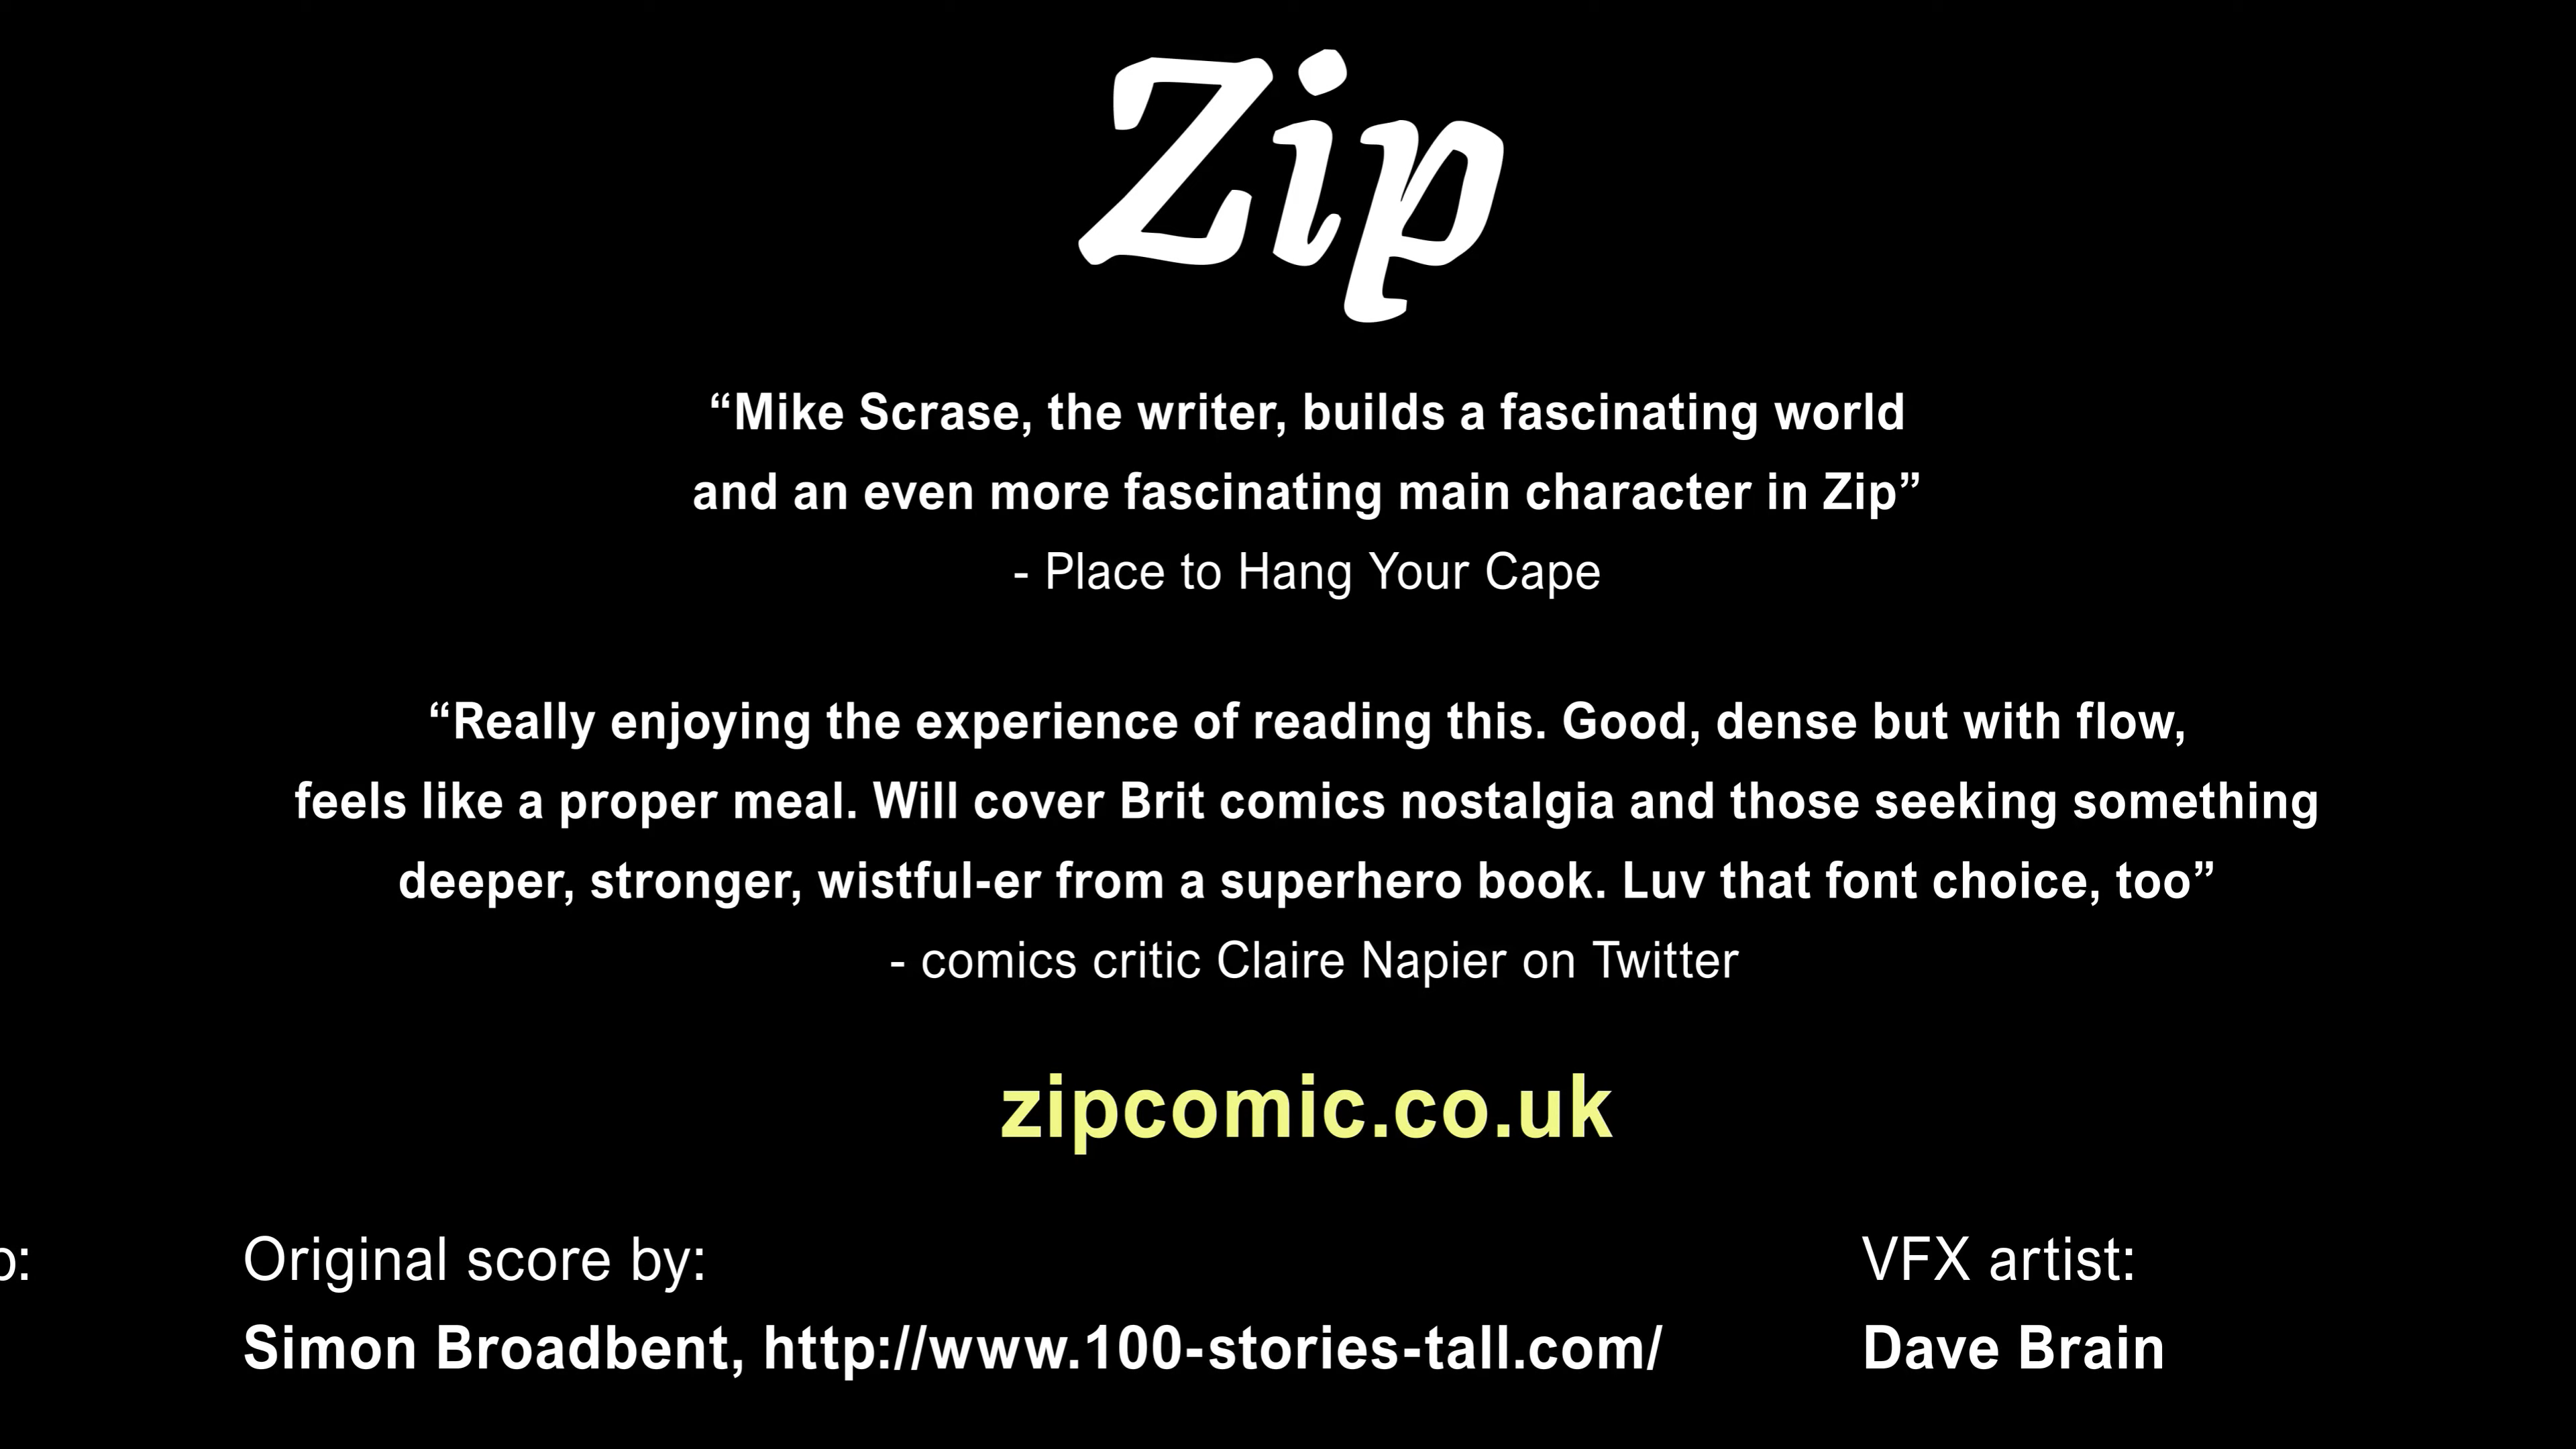 Zip
“Mike Scrase, the writer, builds a fascinating world
and an even more fascinating main character in Zip”
- Place to Hang Your Cape
“Really enjoying the experience of reading this. Good, dense but with flow,
feels like a proper meal. Will cover Brit comics nostalgia and those seeking something
deeper, stronger, wistful-er from a superhero book. Luv that font choice, too”
- comics critic Claire Napier on Twitter
zipcomic.co.uk
Original score by:
VFX artist:
Simon Broadbent, http://www.100-stories-tall.com/
Dave Brain